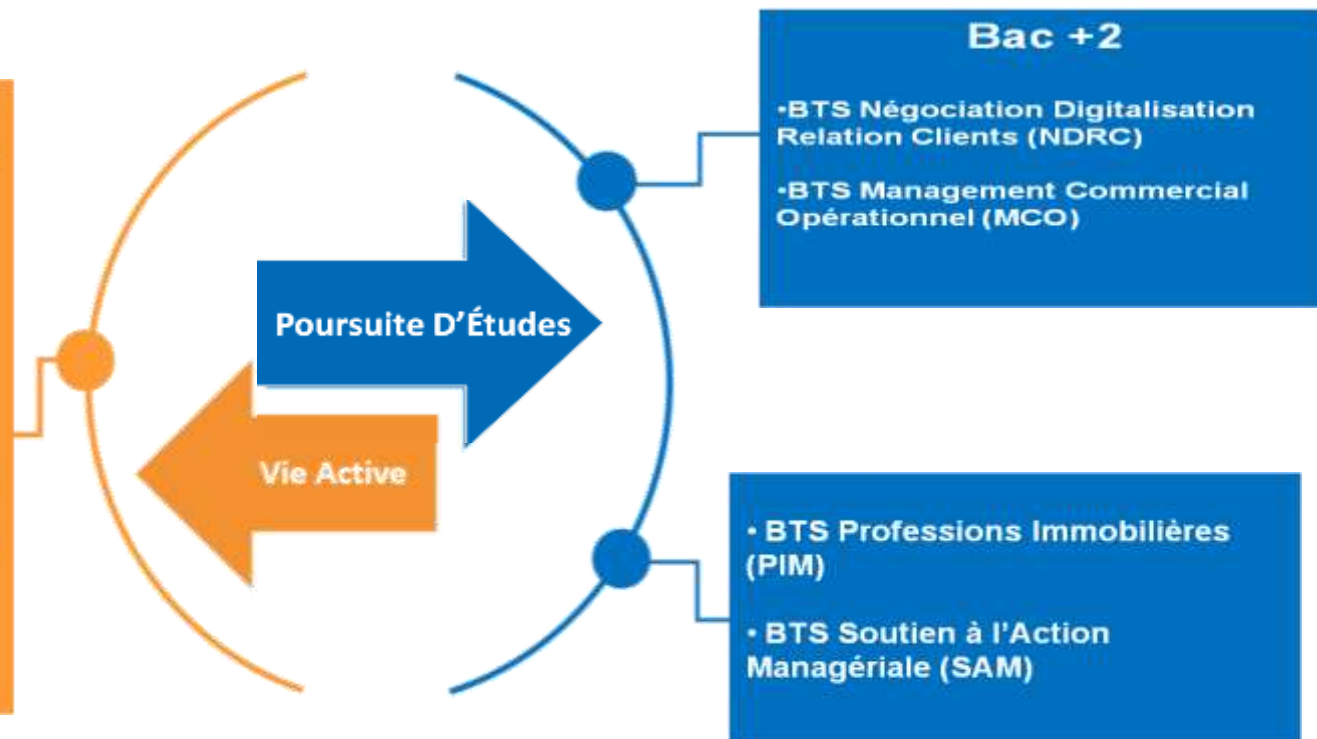 Bac +2
•BTS Négociation Digitalisation
Relation Clients (NDRC)
•BTS Management Commercial
Opérationnel (MCO)
Poursuite D’Études
Vie Active
• BTS Professions Immobilières
(PIM)
• BTS Soutien à l’Action
Managériale (SAM)